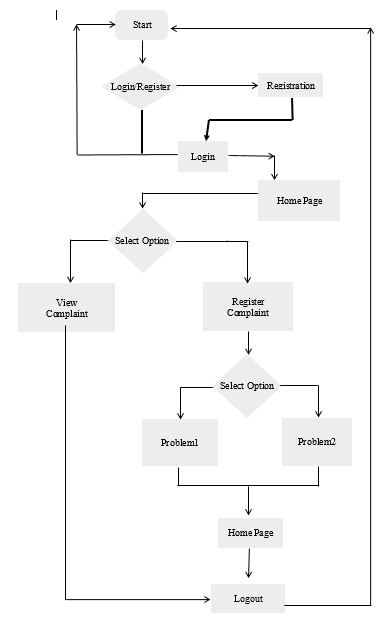 Start
Login/Register
Registration
Login
Home Page
Select Option
View
Complaint
Register
Complaint
Select Option
Problem1
Problem2
Home Page
Logout